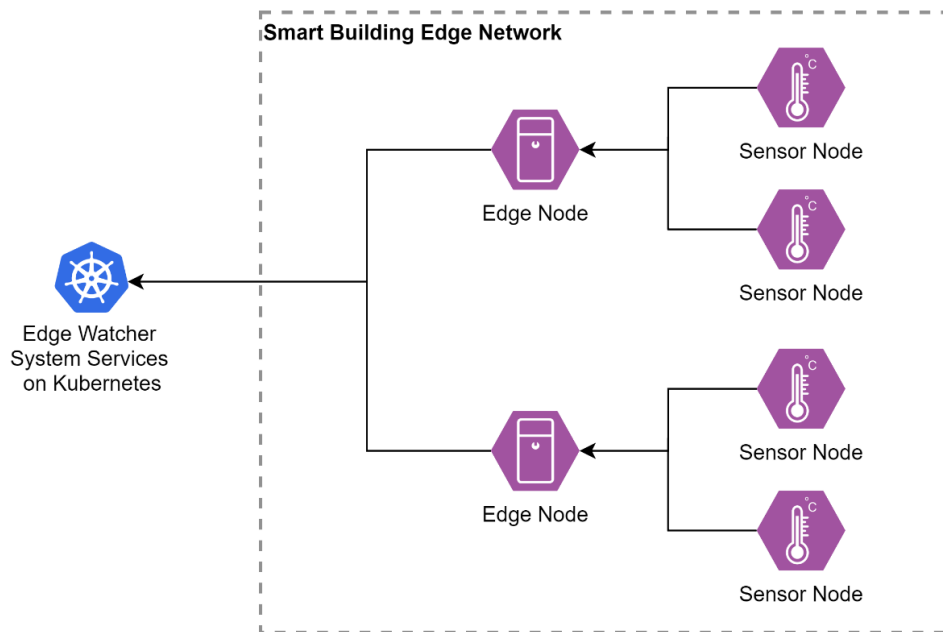 Smart Building Edge Network
°C
Sensor Node
Edge Node
°C
Sensor Node
Edge Watcher
System Services
on Kubernetes
°C
Sensor Node
Edge Node
°C
Sensor Node